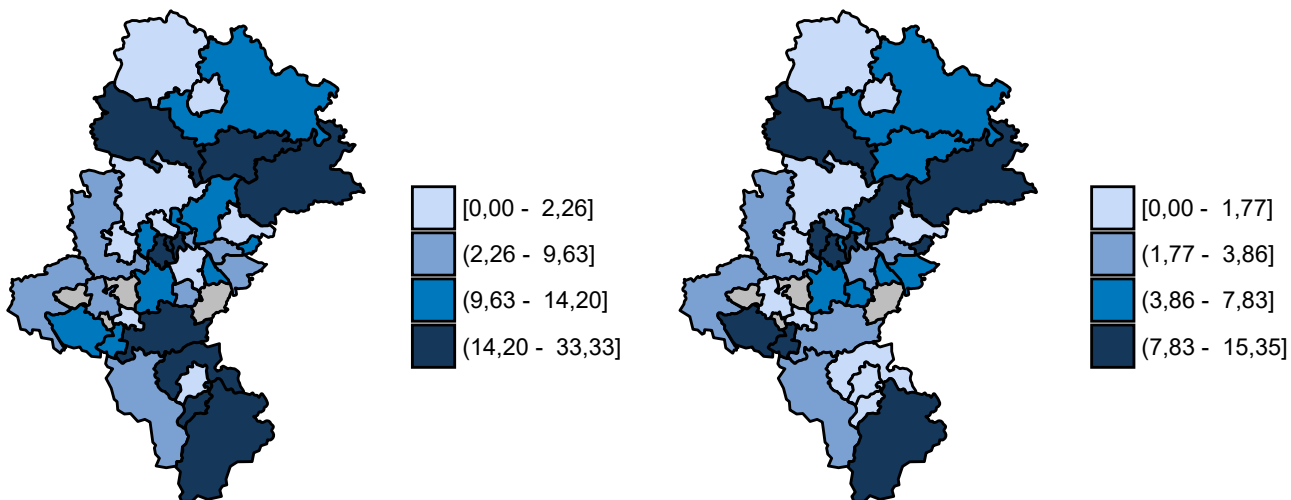 [0,00 - 2,26]
(2,26 - 9,63]
(9,63 - 14,20]
(14,20 - 33,33]
[0,00 - 1,77]
(1,77 - 3,86]
(3,86 - 7,83]
(7,83 - 15,35]